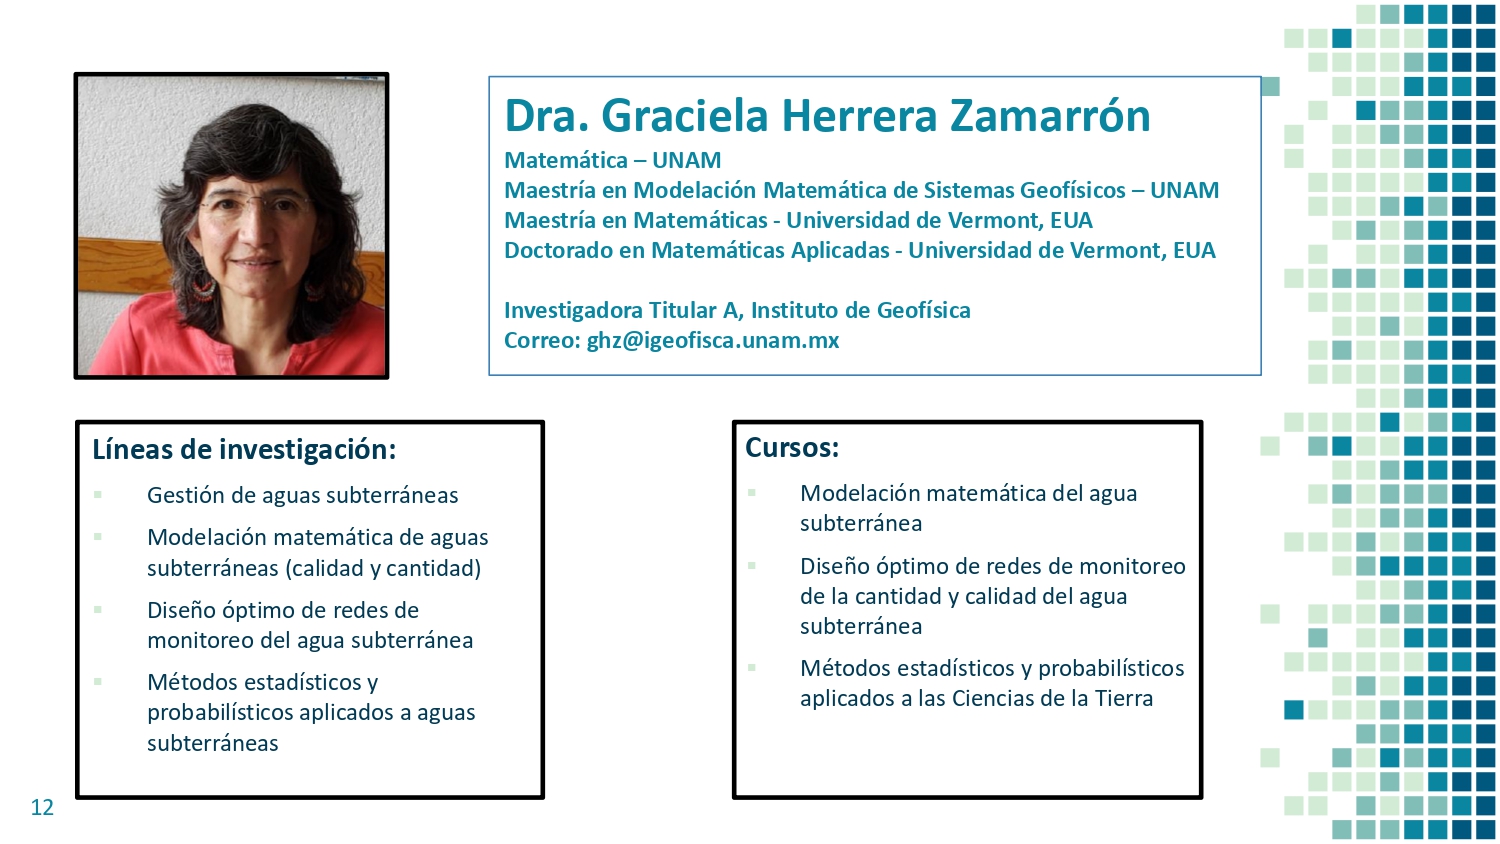 Dra. Graciela Herrera Zamarrón
Matemática – UNAM
Maestría en Modelación Matemática de Sistemas Geofísicos – UNAM
Maestría en Matemáticas - Universidad de Vermont, EUA
Doctorado en Matemáticas Aplicadas - Universidad de Vermont, EUA
Investigadora Titular A, Instituto de Geofísica
Correo: ghz@igeofisca.unam.mx
Líneas de investigación:
Gestión de aguas subterráneas
Modelación matemática de aguas
subterráneas (calidad y cantidad)
Diseño óptimo de redes de
monitoreo del agua subterránea
Métodos estadísticos y
probabilísticos aplicados a aguas
subterráneas
Cursos:
Modelación matemática del agua
subterránea
Diseño óptimo de redes de monitoreo
de la cantidad y calidad del agua
subterránea
Métodos estadísticos y probabilísticos
aplicados a las Ciencias de la Tierra
12